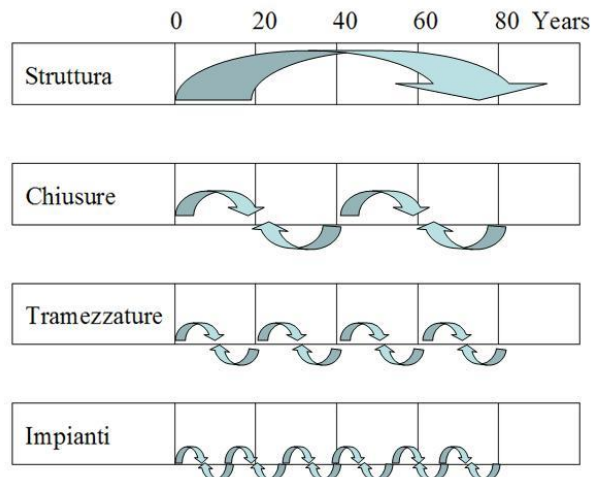 0 20 40 60 80 Years
Struttura
Chiusure
Tramezzature
Impianti